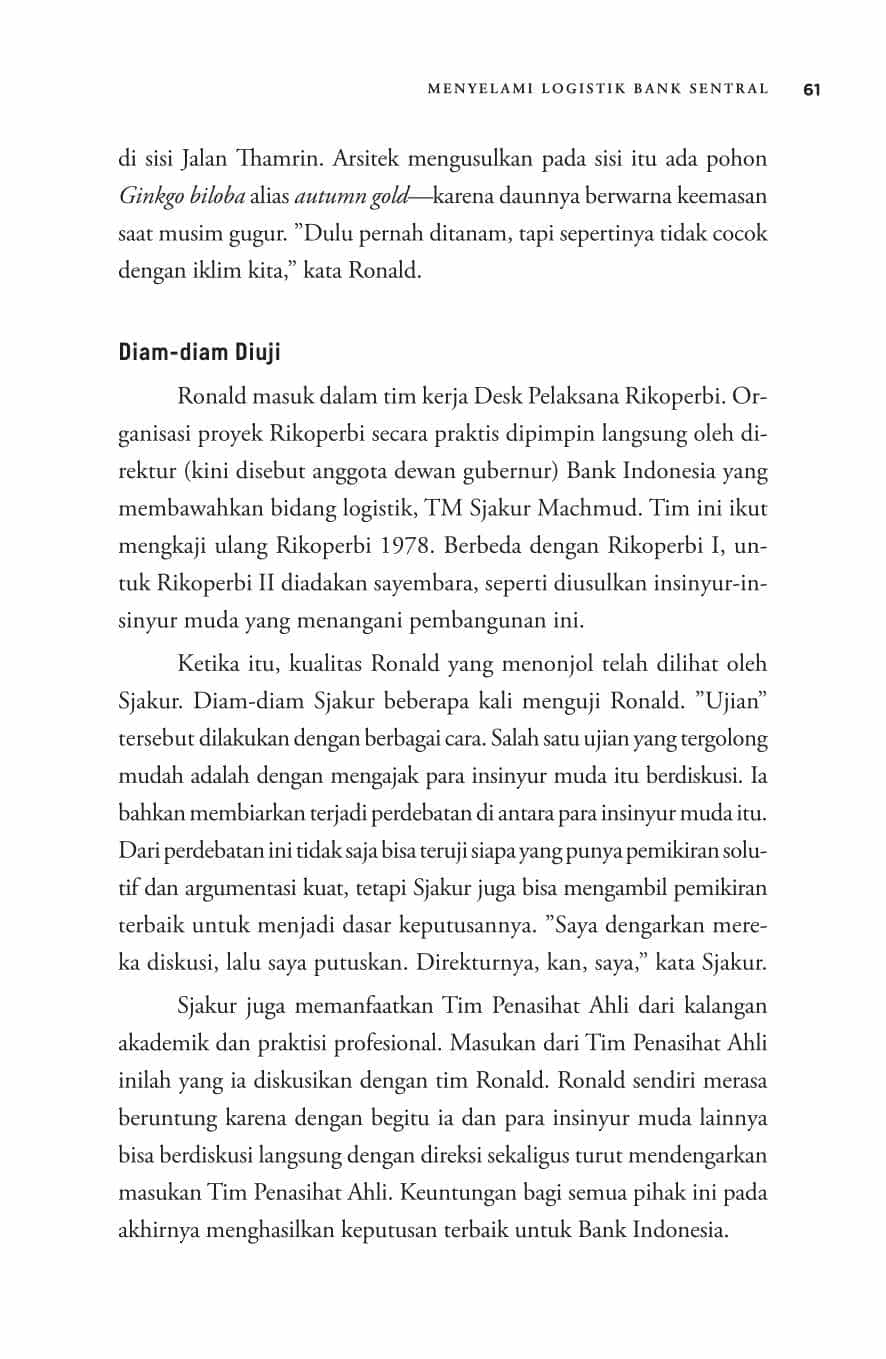 MENYELAMI LOGISTIK BANK SENTRAL 61
di sisi Jalan Thamrin. Arsitek mengusulkan pada sisi itu ada pohon
Ginkgo biloba alias autumn gold—karena daunnya berwarna keemasan
saat musim gugur. ”Dulu pernah ditanam, tapi sepertinya tidak cocok
dengan iklim kita,” kata Ronald.
Diam-diam Diuji
Ronald masuk dalam tim kerja Desk Pelaksana Rikoperbi. Or-
ganisasi proyek Rikoperbi secara praktis dipimpin langsung oleh di-
rektur (kini disebut anggota dewan gubernur) Bank Indonesia yang
membawahkan bidang logistik, TM Sjakur Machmud. Tim ini ikut
mengkaji ulang Rikoperbi 1978. Berbeda dengan Rikoperbi I, un-
tuk Rikoperbi II diadakan sayembara, seperti diusulkan insinyur-in-
sinyur muda yang menangani pembangunan ini.
Ketika itu, kualitas Ronald yang menonjol telah dilihat oleh
Sjakur. Diam-diam Sjakur beberapa kali menguji Ronald. ”Ujian”
tersebut dilakukan dengan berbagai cara. Salah satu ujian yang tergolong
mudah adalah dengan mengajak para insinyur muda itu berdiskusi. Ia
bahkan membiarkan terjadi perdebatan di antara para insinyur muda itu.
Dari perdebatan ini tidak saja bisa teruji siapa yang punya pemikiran solu-
tif dan argumentasi kuat, tetapi Sjakur juga bisa mengambil pemikiran
terbaik untuk menjadi dasar keputusannya. ”Saya dengarkan mere-
ka diskusi, lalu saya putuskan. Direkturnya, kan, saya,” kata Sjakur.
Sjakur juga memanfaatkan Tim Penasihat Ahli dari kalangan
akademik dan praktisi profesional. Masukan dari Tim Penasihat Ahli
inilah yang ia diskusikan dengan tim Ronald. Ronald sendiri merasa
beruntung karena dengan begitu ia dan para insinyur muda lainnya
bisa berdiskusi langsung dengan direksi sekaligus turut mendengarkan
masukan Tim Penasihat Ahli. Keuntungan bagi semua pihak ini pada
akhirnya menghasilkan keputusan terbaik untuk Bank Indonesia.